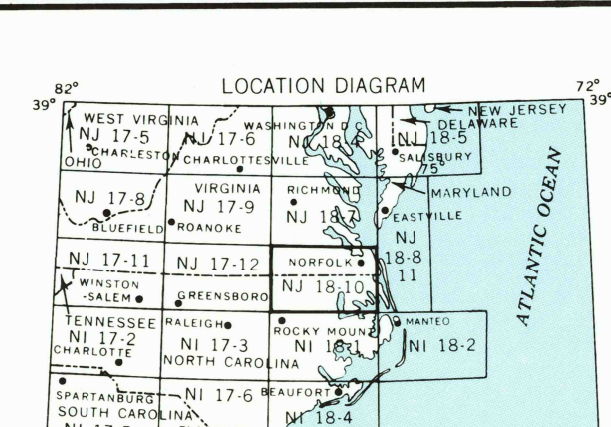 LOCATION DIAGRAM
82°
72°
39°
39°
WEST VIRGINIA
NJ 17-5
CHARLESTON
OHIO
NJ 17-6
CHARLOTTESVILLE
WASHINGTON D C
NJ 18-4
NJ 18-5
SALISBURY
75°
NEW JERSEY
DELAWARE
MARYLAND
NJ 17-8
BLUEFIELD
VIRGINIA
NJ 17-9
ROANOKE
RICHMOND
NJ 18-7
EASTVILLE
NJ
18-8
11
ATLANTIC OCEAN
NJ 17-11
WINSTON
-SALEM
NJ 17-12
GREENSBORO
NORFOLK
NJ 18-10
TENNESSEE
NI 17-2
CHARLOTTE
RALEIGH
NI 17-3
NORTH CAROLINA
ROCKY MOUNT
NI 18-1
MANTEO
NI 18-2
SPARTANBURG
SOUTH CAROLINA
NI 17-6
BEAUFORT
NI 18-4